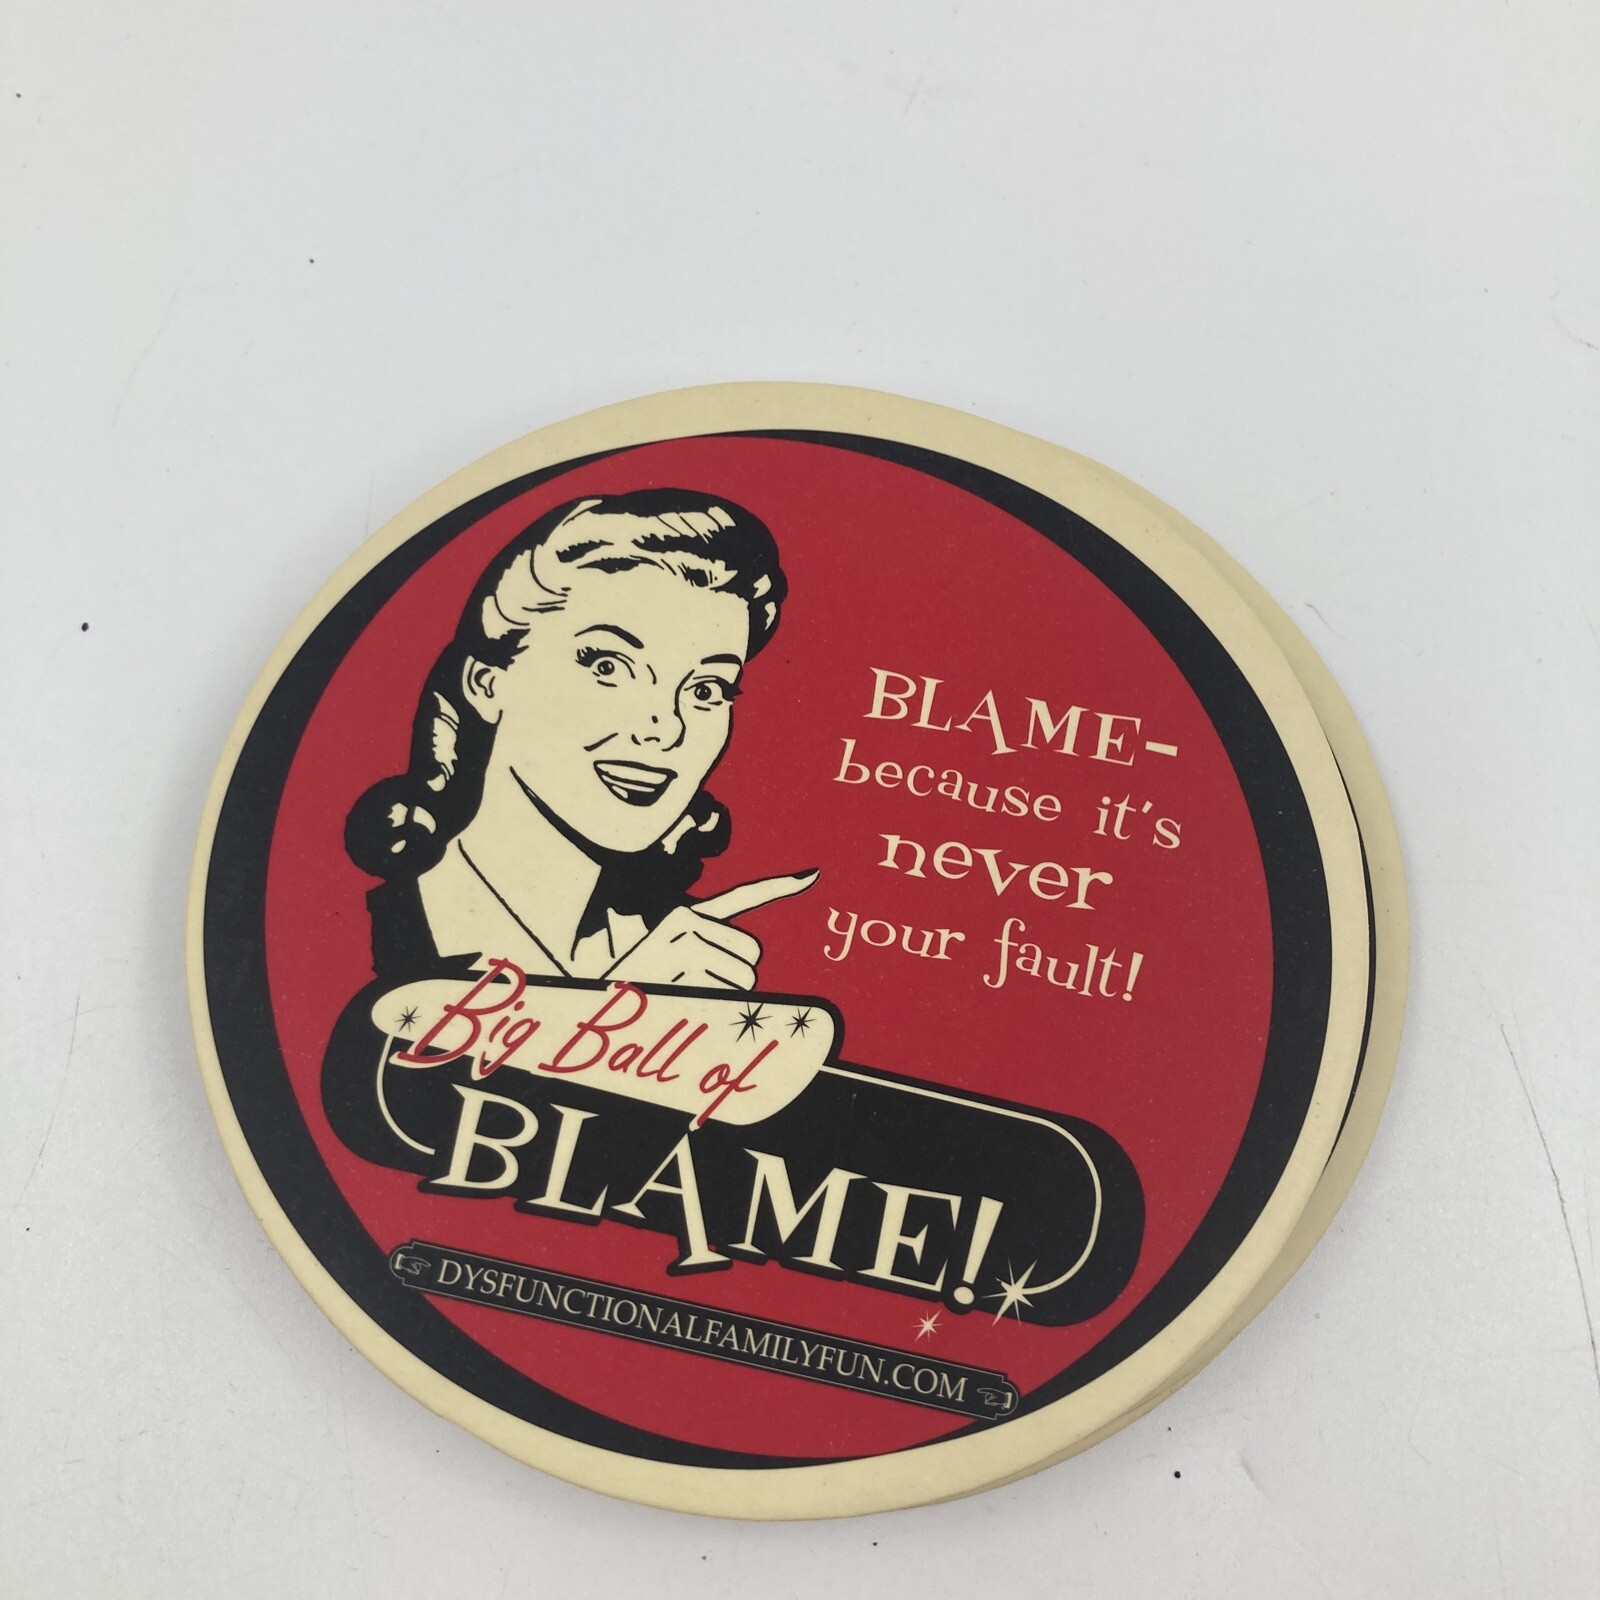 BLAME-
because it's
never
your fault!
Big Ball of
BLAME!
DYSFUNCTIONALFAMILYFUN.COM